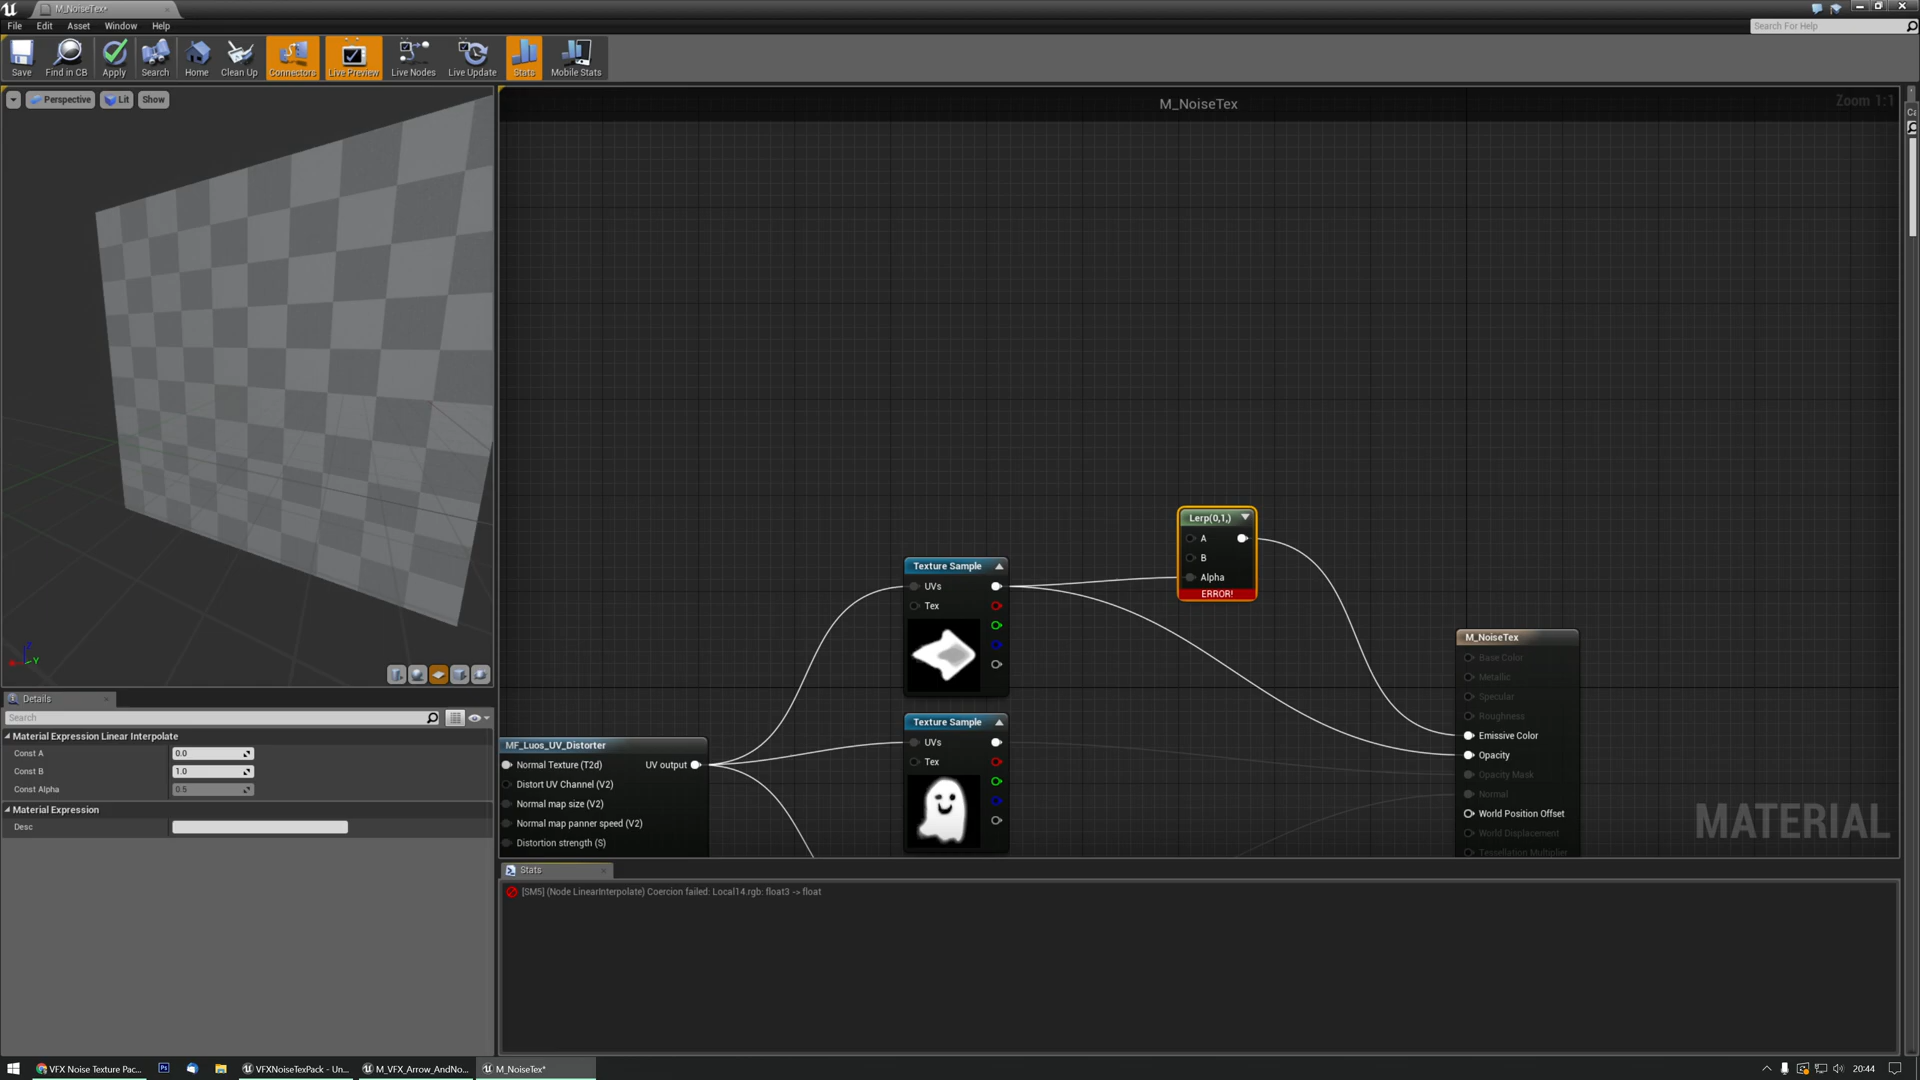 M_NoiseTex*
File Edit Asset Window Help
Search For Help
Save Find in CB Apply Search Home Clean Up Connectors Live Preview Live Nodes Live Update Stats Mobile Stats
Perspective Lit Show
M_NoiseTex
Zoom 1:1
Lerp(0,1,)
A
B
Alpha
ERROR!
Texture Sample
UVs
Tex
M_NoiseTex
Base Color
Metallic
Specular
Roughness
Emissive Color
Opacity
Opacity Mask
Normal
World Position Offset
World Displacement
Tessellation Multiplier
Texture Sample
UVs
Tex
MF_Luos_UV_Distorter
Normal Texture (T2d) UV output
Distort UV Channel (V2)
Normal map size (V2)
Normal map panner speed (V2)
Distortion strength (S)
MATERIAL
Details
Search
Material Expression Linear Interpolate
Const A 0.0
Const B 1.0
Const Alpha 0.5
Material Expression
Desc
Stats
[SM5] (Node LinearInterpolate) Coercion failed: Local14.rgb: float3 -> float
VFX Noise Texture Pac... Ps VFXNoiseTexPack - Un... M_VFX_Arrow_AndNo... M_NoiseTex* 20:44